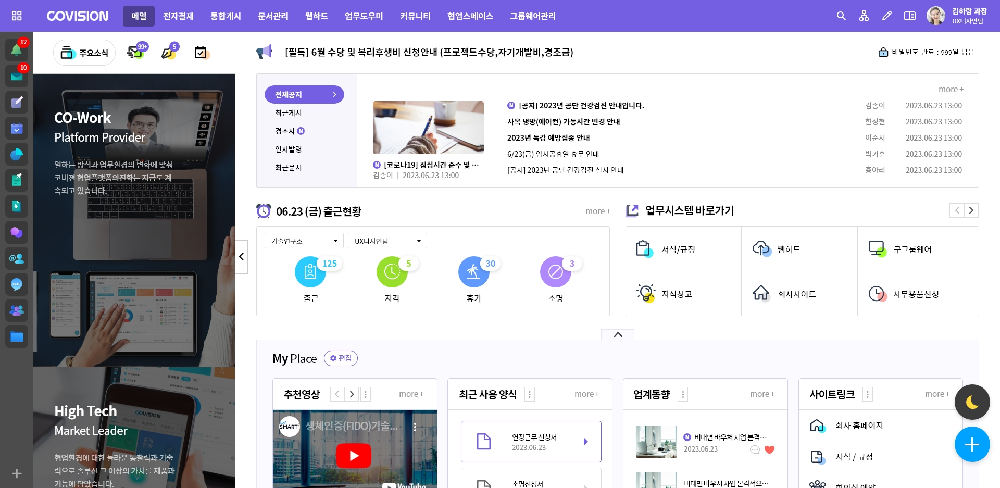 COVISION
메일
전자결재
통합게시
문서관리
웹하드
업무도우미
커뮤니티
협업스페이스
그룹웨어관리
김하랑 과장
UX디자인팀
12
10
주요소식
99+
5
CO-Work
Platform Provider
일하는 방식과 업무환경의 변화에 맞춰
코비젼 협업플랫폼의진화는 지금도 계
속되고 있습니다.
High Tech
Market Leader
협업환경에 대한 놀라운 통찰력과 기술
력으로 솔루션 그 이상의 가치를 제품과
기능에 담았습니다.
[필독] 6월 수당 및 복리후생비 신청안내 (프로젝트수당,자기개발비,경조금)
비밀번호 만료 : 999일 남음
전체공지
최근게시
경조사 N
인사발령
최근문서
more +
N [코로나19] 점심시간 준수 및 ...
김송이 | 2023.06.23 13:00
N [공지] 2023년 공단 건강검진 안내입니다. 김송이 2023.06.23 13:00
사옥 냉방(에어컨) 가동시간 변경 안내 한성현 2023.06.23 13:00
2023년 독감 예방접종 안내 이준서 2023.06.23 13:00
6/23(금) 임시공휴일 휴무 안내 박기훈 2023.06.23 13:00
[공지] 2023년 공단 건강검진 실시 안내 홍아리 2023.06.23 13:00
06.23 (금) 출근현황
more +
기술연구소
UX디자인팀
125
5
30
3
출근
지각
휴가
소명
업무시스템 바로가기
서식/규정
웹하드
구그룹웨어
지식창고
회사사이트
사무용품신청
My Place
편집
추천영상
more +
covi
SMART²
생체인증(FIDO)기술...
YouTube
최근 사용 양식
more +
연장근무 신청서
2023.06.23
소명신청서
업계동향
more +
N 비대면 바우처 사업 본격...
2023.06.23
비대면 바우처 사업 본격적으...
사이트링크
more +
회사 홈페이지
서식 / 규정
회의실 예약
eum